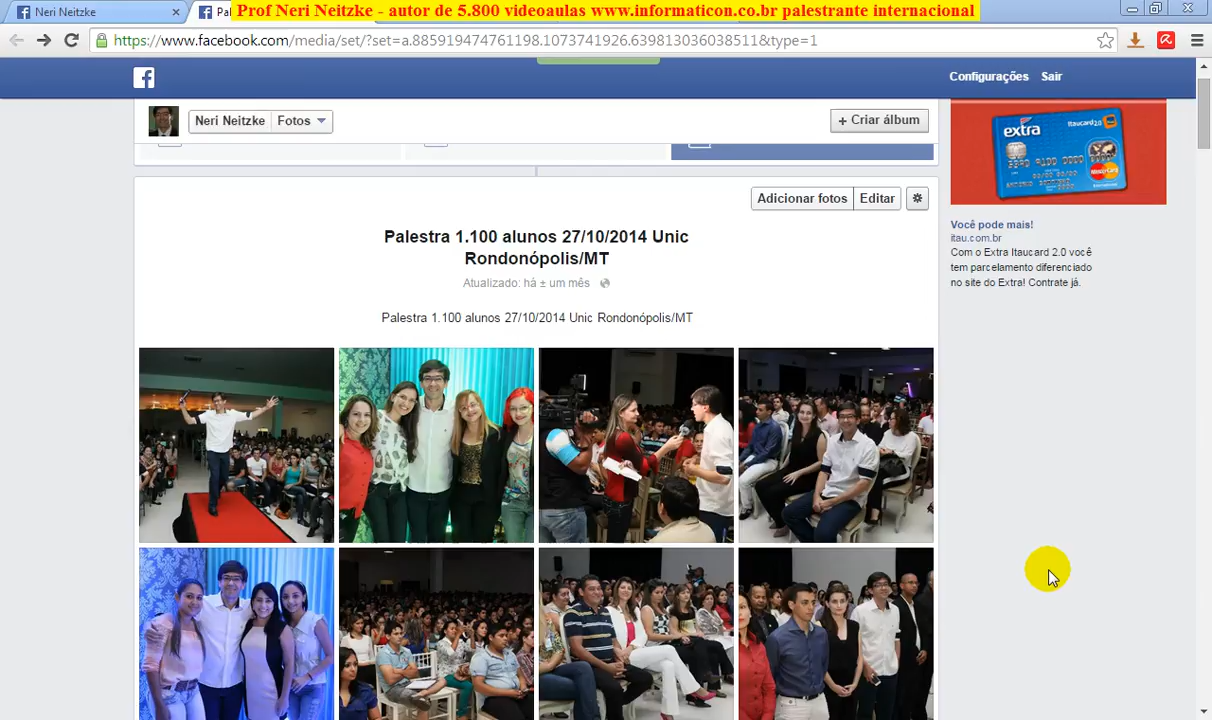 Neri Neitzke
Prof Neri Neitzke - autor de 5.800 videoaulas www.informaticon.co.br palestrante internacional
https://www.facebook.com/media/set/?set=a.885919474761198.1073741926.639813036038511&type=1
Configurações Sair
Neri Neitzke Fotos
+ Criar álbum
extra
Itaucard 2.0
MasterCard
Adicionar fotos Editar
Você pode mais!
itau.com.br
Com o Extra Itaucard 2.0 você
tem parcelamento diferenciado
no site do Extra! Contrate já.
Palestra 1.100 alunos 27/10/2014 Unic
Rondonópolis/MT
Atualizado: há ± um mês
Palestra 1.100 alunos 27/10/2014 Unic Rondonópolis/MT